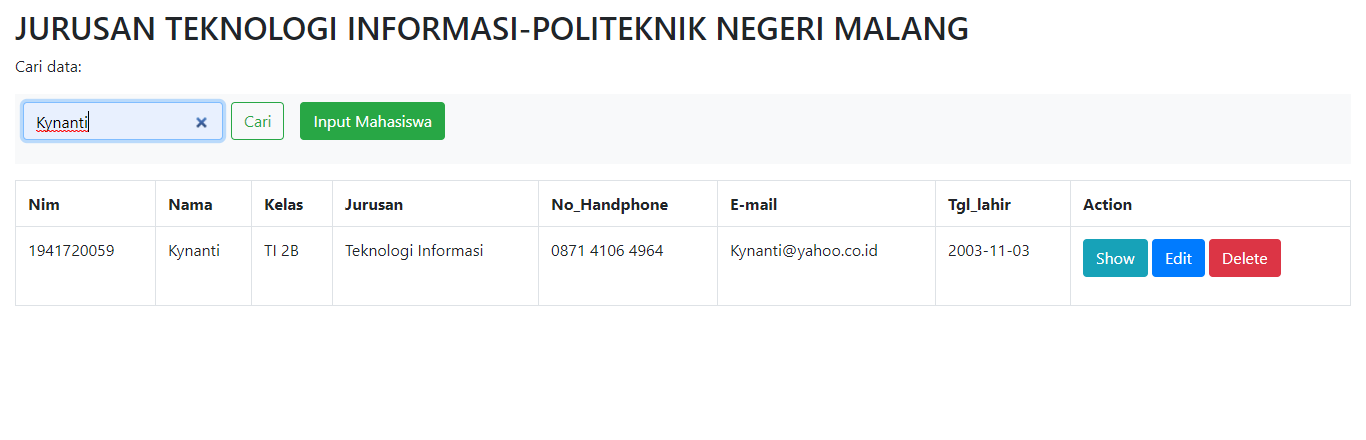 JURUSAN TEKNOLOGI INFORMASI-POLITEKNIK NEGERI MALANG
Cari data:
Kynanti Cari Input Mahasiswa
Nim Nama Kelas Jurusan No_Handphone E-mail Tgl_lahir Action
1941720059 Kynanti TI 2B Teknologi Informasi 0871 4106 4964 Kynanti@yahoo.co.id 2003-11-03 Show Edit Delete